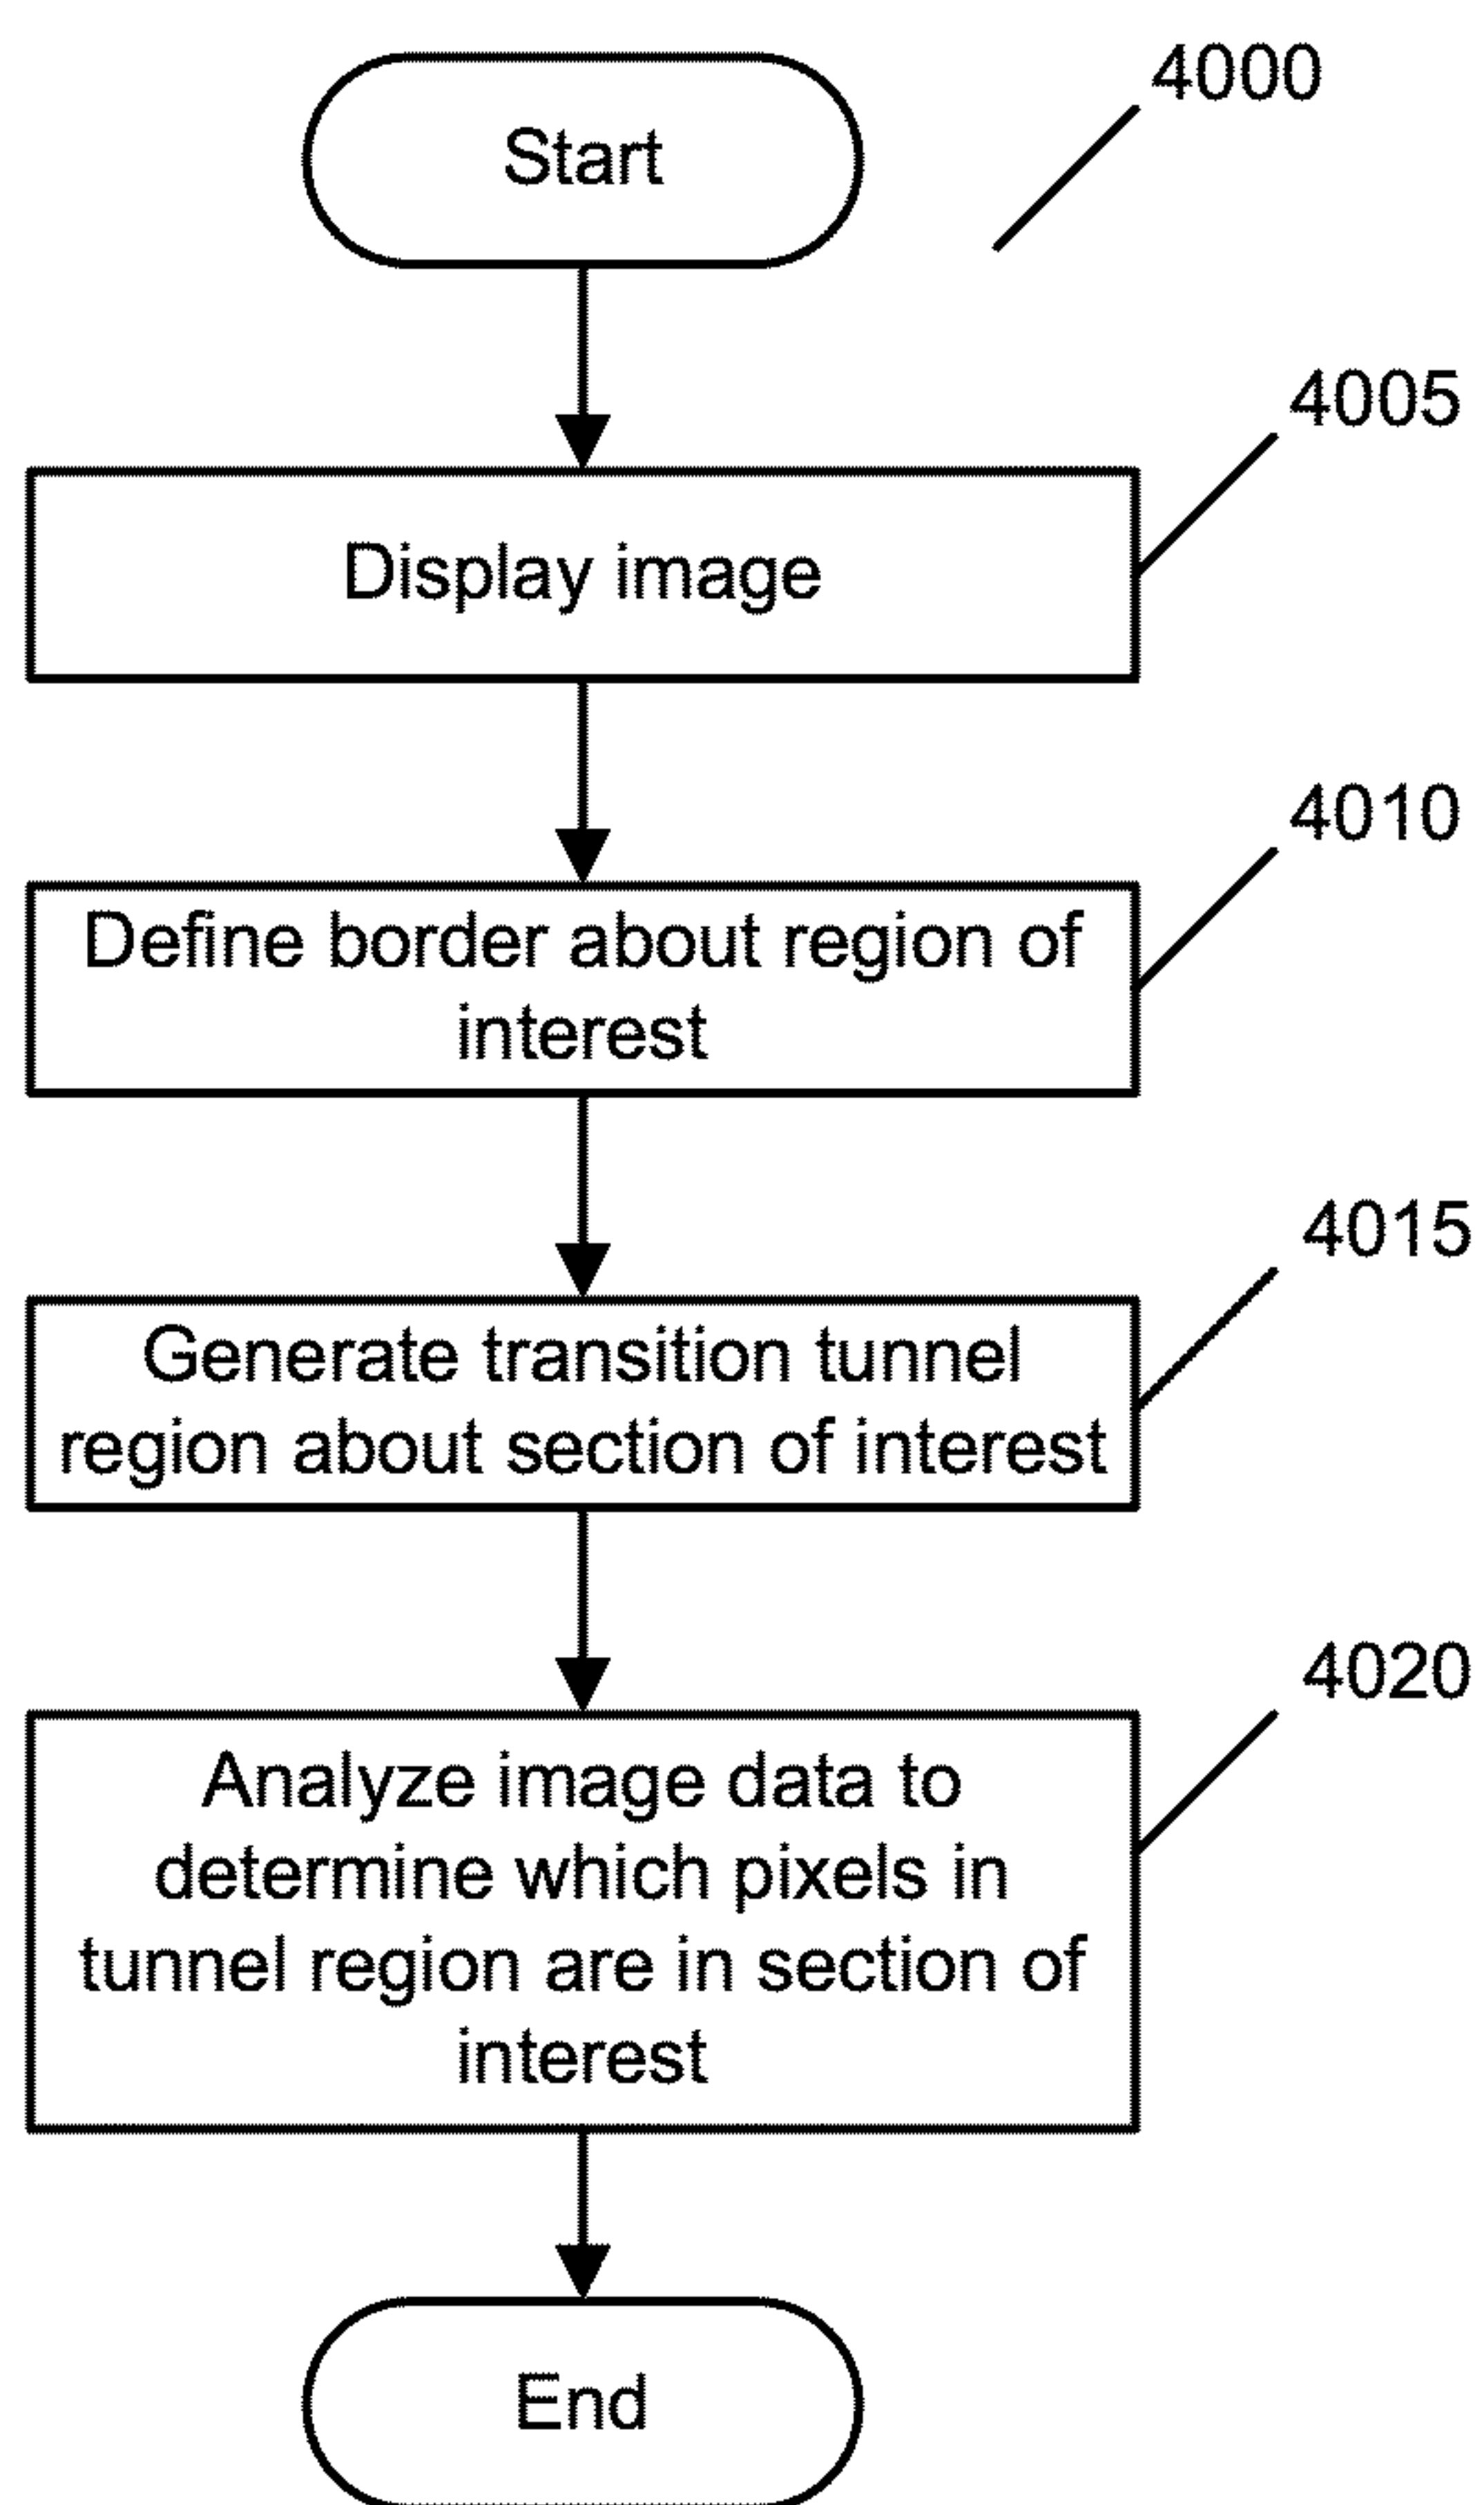 4000
Start
4005
Display image
4010
Define border about region of
interest
4015
Generate transition tunnel
region about section of interest
4020
Analyze image data to
determine which pixels in
tunnel region are in section of
interest
End